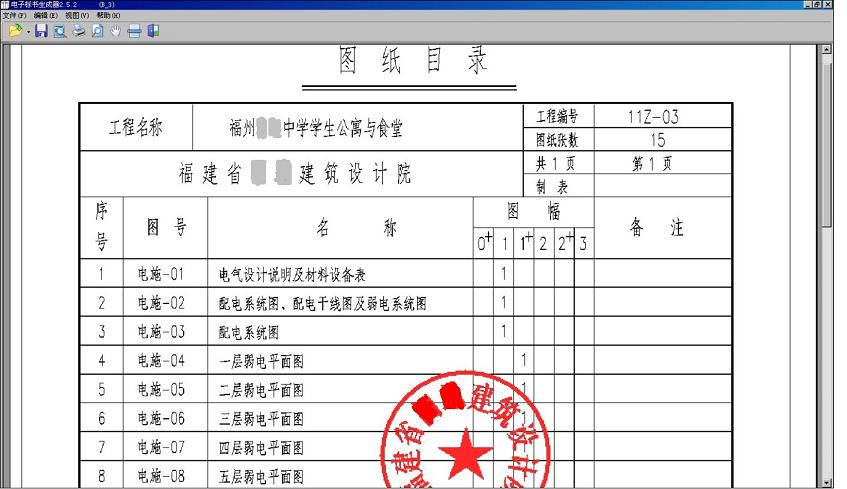 电子标书生成器2.5.2 (B_3)
文件(F) 编辑(E) 视图(V) 帮助(H)
图 纸 目 录
工程名称 福州 中学学生公寓与食堂 工程编号 11Z-03
图纸张数 15
福 建 省 建 筑 设 计 院 共 1 页 第 1 页
制 表
序号 图 号 名 称 图 幅 备 注
0+ 1 1+ 2 2+ 3
1 电施-01 电气设计说明及材料设备表 1
2 电施-02 配电系统图、配电干线图及弱电系统图 1
3 电施-03 配电系统图 1
4 电施-04 一层弱电平面图 1
5 电施-05 二层弱电平面图 1
6 电施-06 三层弱电平面图
7 电施-07 四层弱电平面图
8 电施-08 五层弱电平面图
福建省 建筑设计院